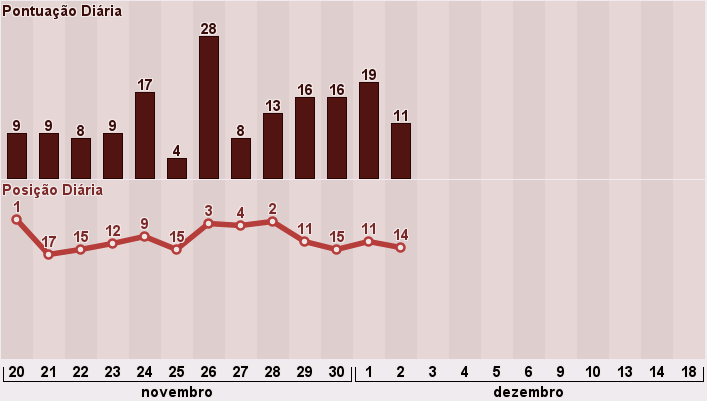 Pontuação Diária
9 9 8 9 17 4 28 8 13 16 16 19 11
Posição Diária
1 17 15 12 9 15 3 4 2 11 15 11 14
20 21 22 23 24 25 26 27 28 29 30 1 2 3 4 5 6 9 10 13 14 18
novembro dezembro